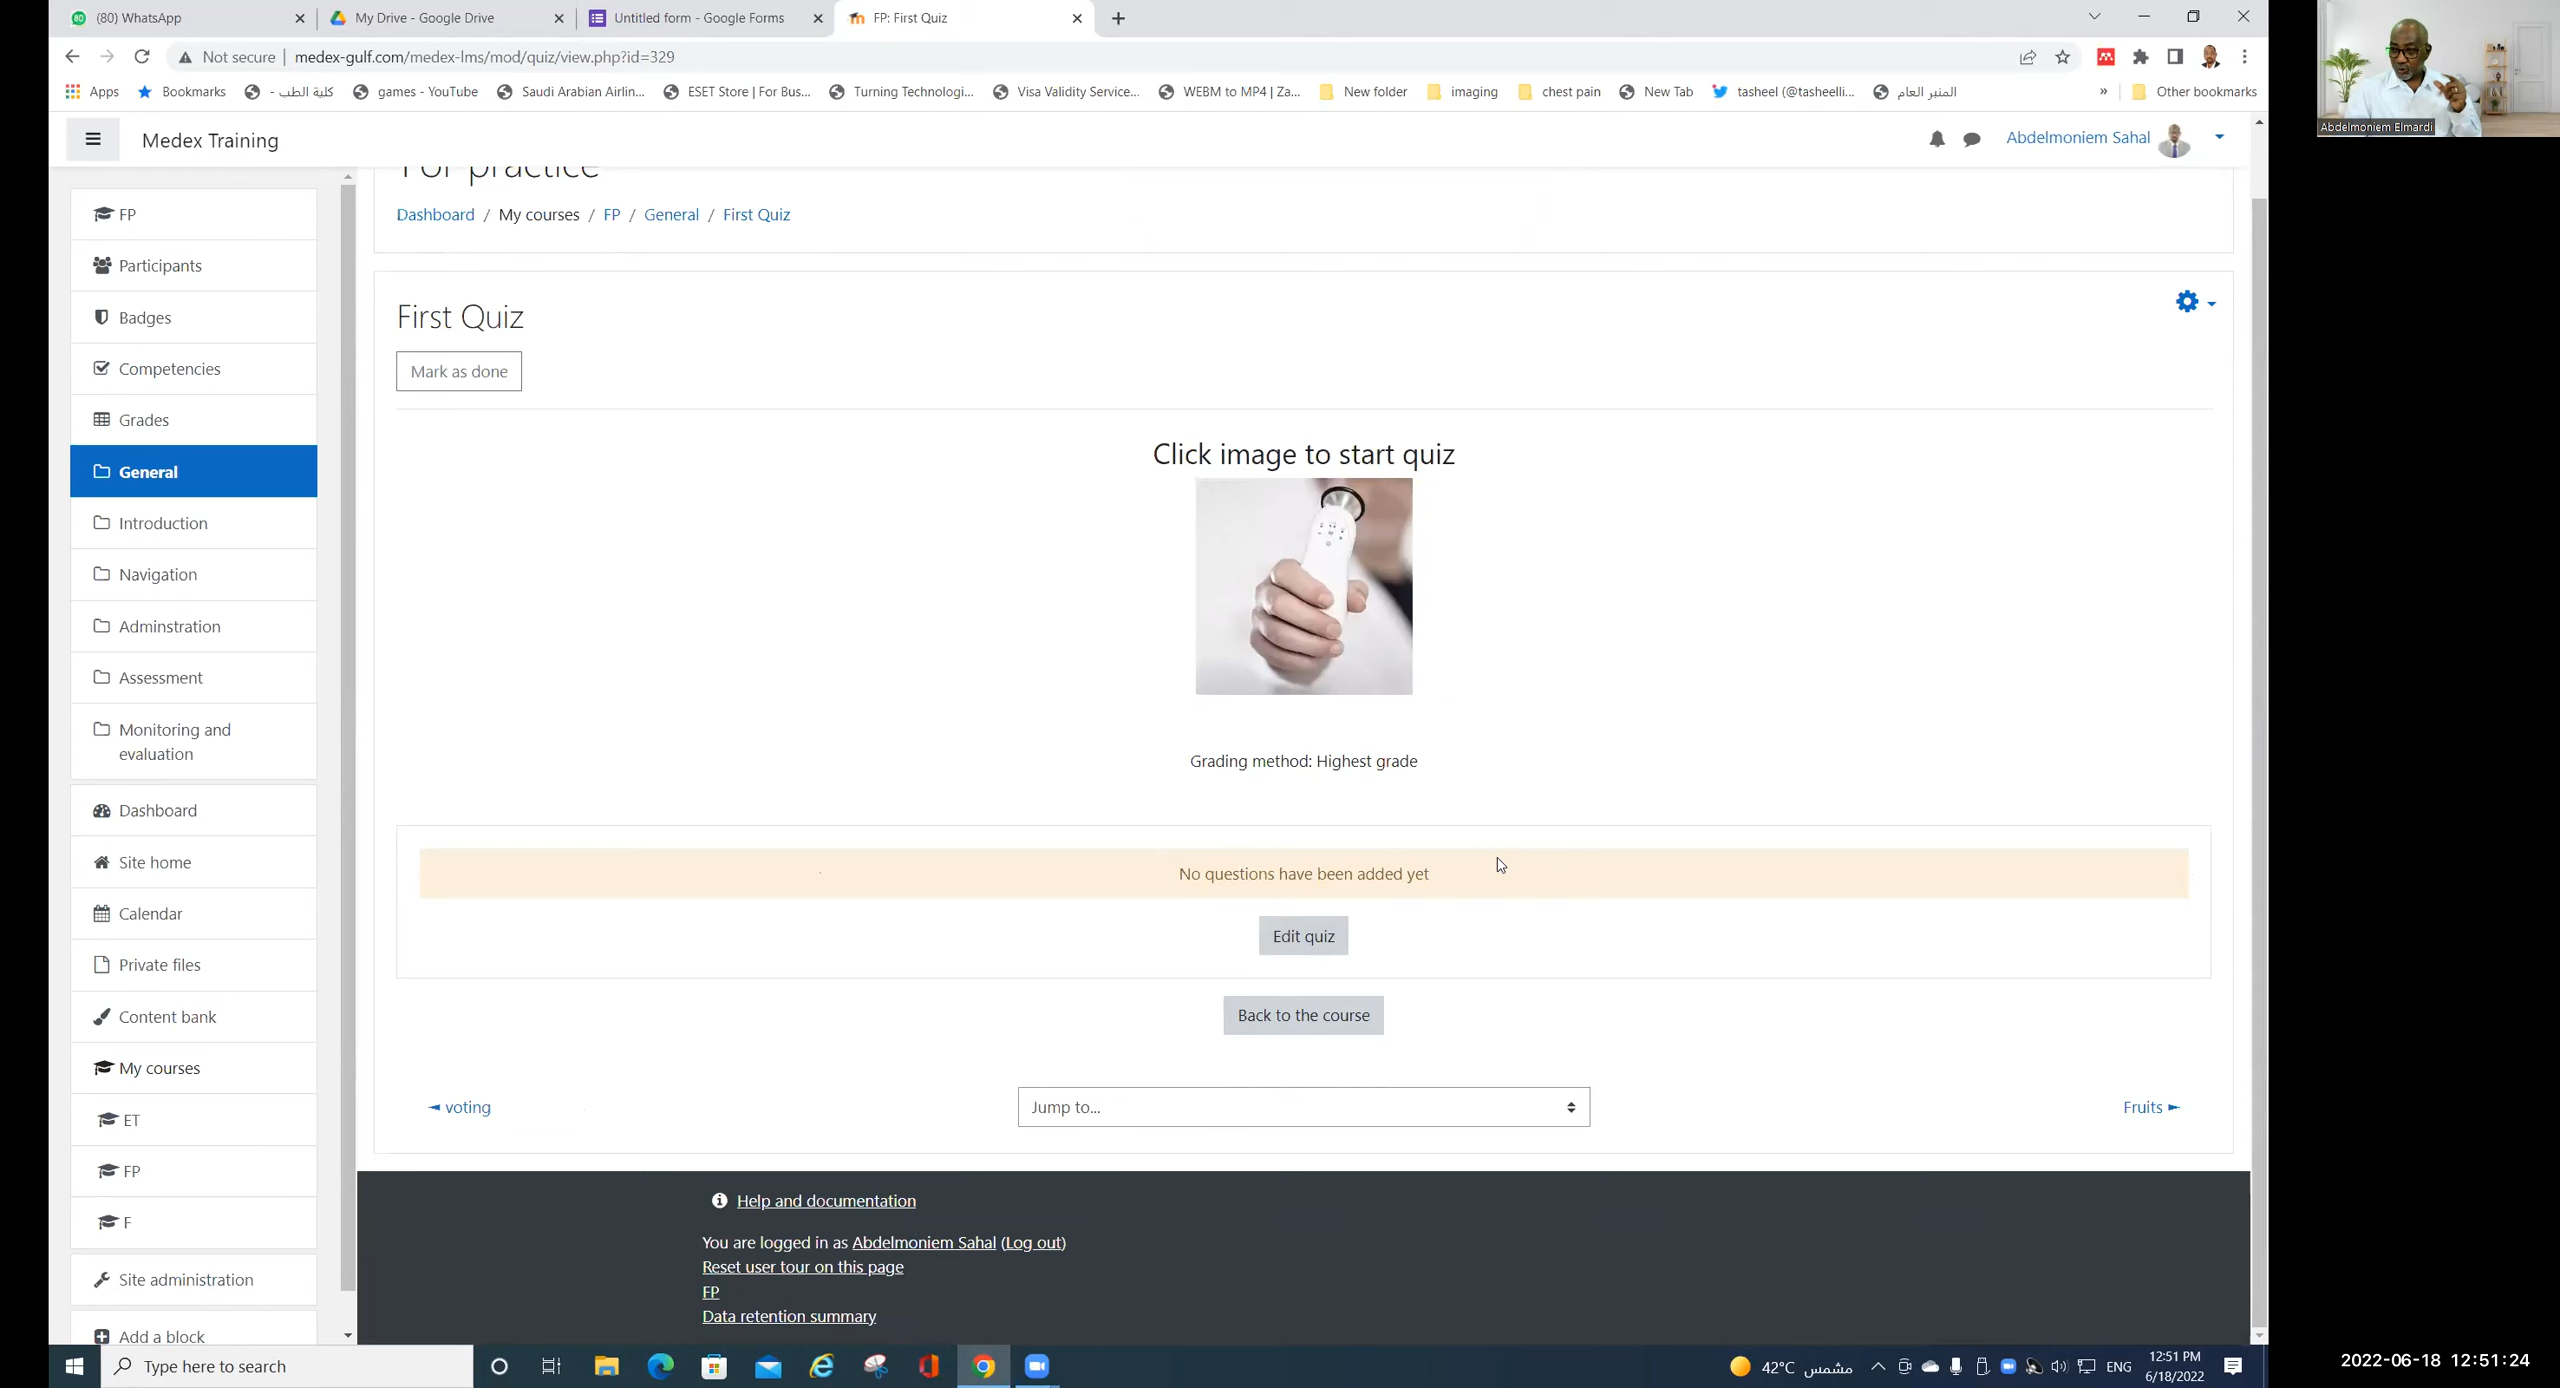 (80) WhatsApp
My Drive - Google Drive
Untitled form - Google Forms
FP: First Quiz
Not secure
medex-gulf.com/medex-lms/mod/quiz/view.php?id=329
Apps
Bookmarks
كلية الطب -
games - YouTube
Saudi Arabian Airlin...
ESET Store | For Bus...
Turning Technologi...
Visa Validity Service...
WEBM to MP4 | Za...
New folder
imaging
chest pain
New Tab
tasheel (@tasheelli...
المنبر العام
»
Other bookmarks
Abdelmoniem Elmardi
Medex Training
Abdelmoniem Sahal
For practice
Dashboard / My courses / FP / General / First Quiz
FP
Participants
Badges
Competencies
Grades
General
Introduction
Navigation
Adminstration
Assessment
Monitoring and
evaluation
Dashboard
Site home
Calendar
Private files
Content bank
My courses
ET
FP
F
Site administration
Add a block
First Quiz
Mark as done
Click image to start quiz
Grading method: Highest grade
No questions have been added yet
Edit quiz
Back to the course
◄ voting
Jump to...
Fruits ►
Help and documentation
You are logged in as Abdelmoniem Sahal (Log out)
Reset user tour on this page
FP
Data retention summary
Type here to search
42°C مشمس
ENG
12:51 PM
6/18/2022
2022-06-18 12:51:24